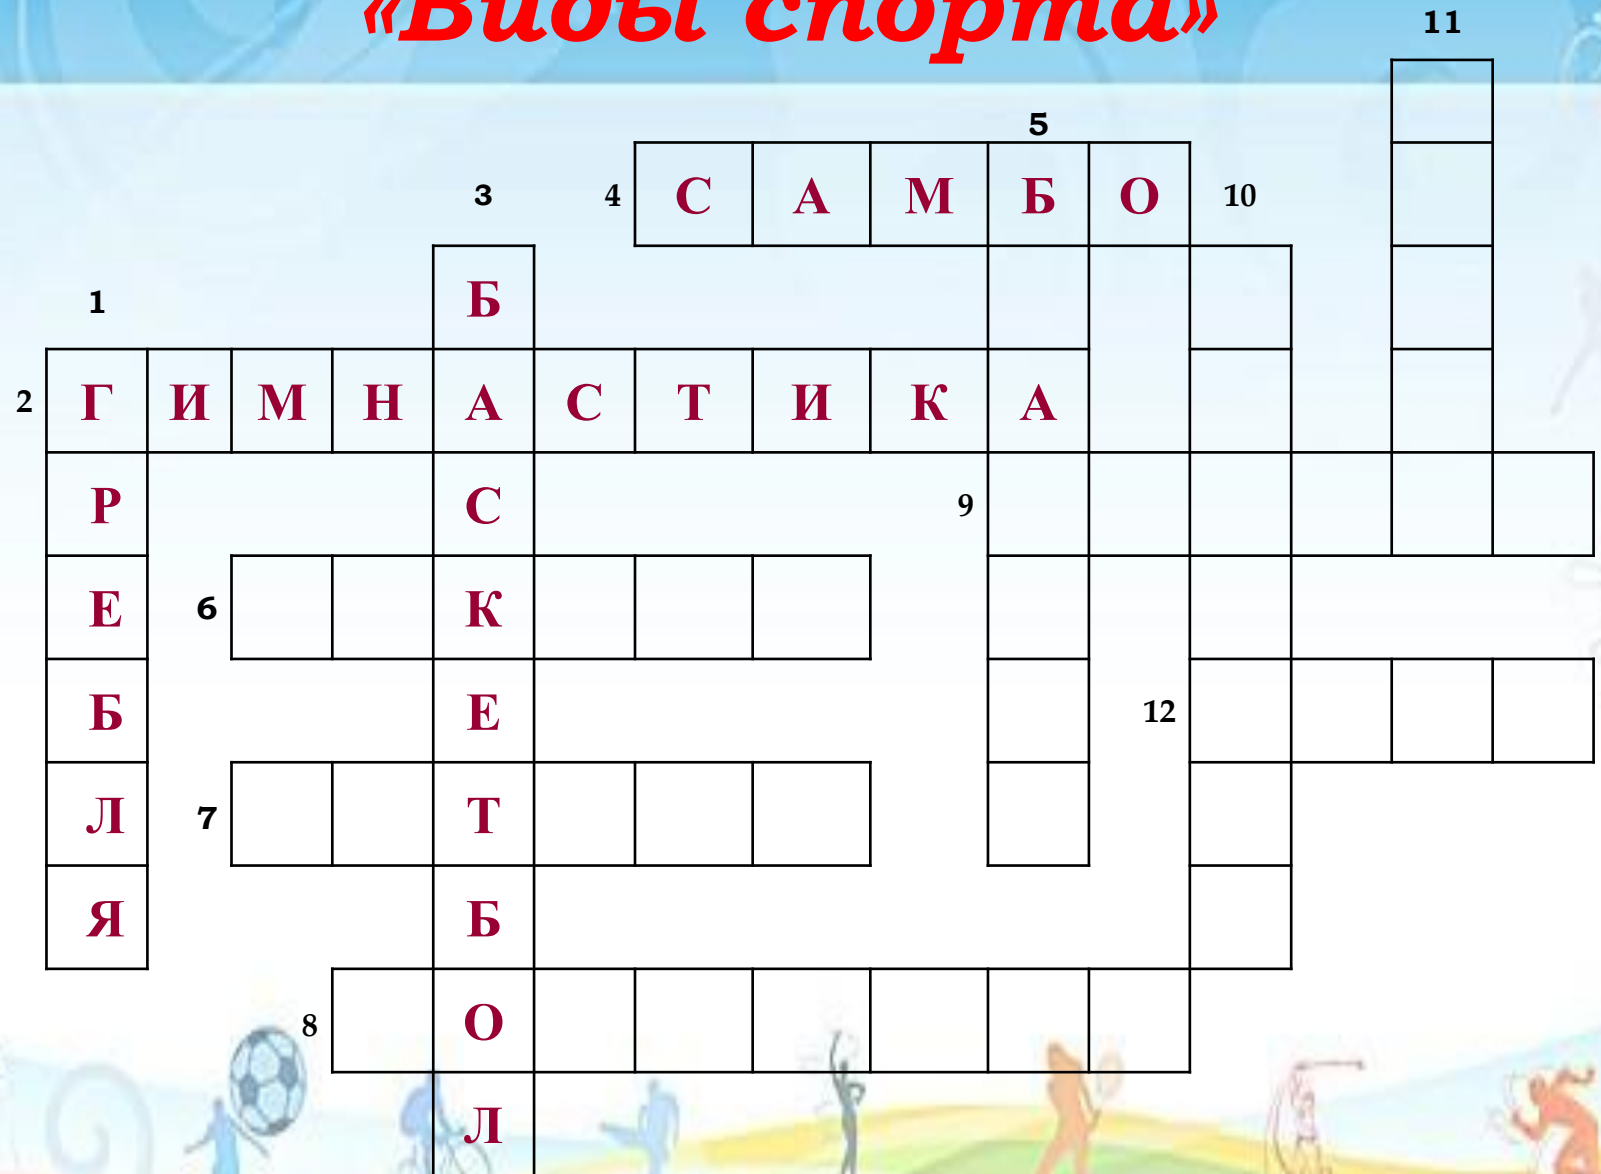 «Виды спорта»
11
5
3 4 С А М Б О 10
1 Б
2 Г И М Н А С Т И К А
Р С 9
Е 6 К
Б Е 12
Л 7 Т
Я Б
8 О
Л